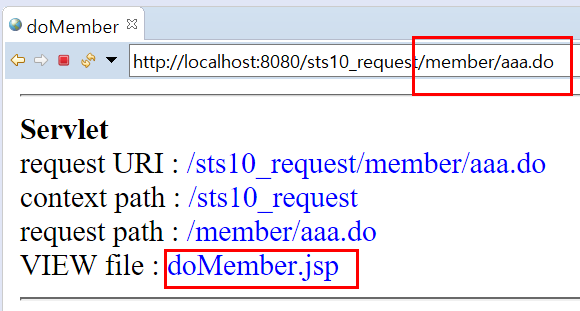 doMember
http://localhost:8080/sts10_request/member/aaa.do
Servlet
request URI : /sts10_request/member/aaa.do
context path : /sts10_request
request path : /member/aaa.do
VIEW file : doMember.jsp